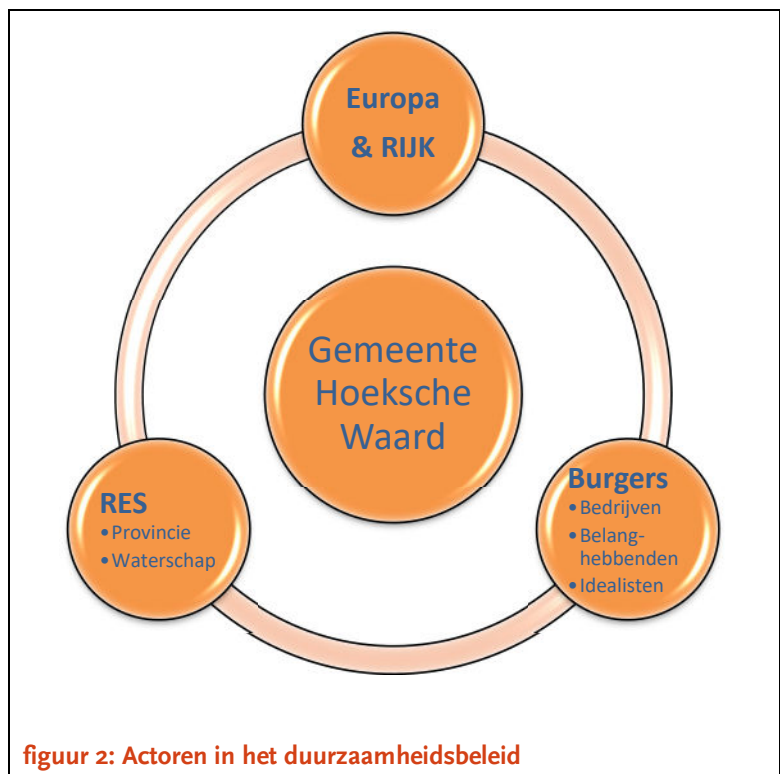 Europa
& RIJK
Gemeente
Hoeksche
Waard
RES
• Provincie
• Waterschap
Burgers
• Bedrijven
• Belang-
hebbenden
• Idealisten
figuur 2: Actoren in het duurzaamheidsbeleid